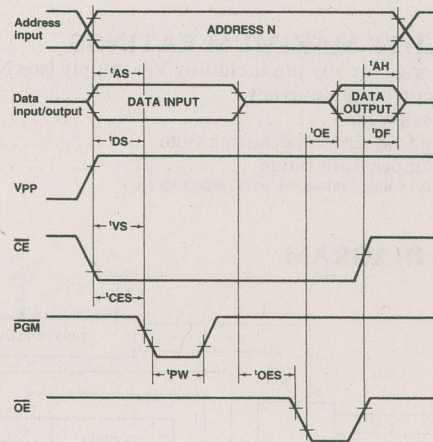 Address
input
ADDRESS N
tAS
tAH
Data
input/output
DATA INPUT
DATA
OUTPUT
tDS
tOE
tDF
VPP
tVS
CE
tCES
PGM
tPW
tOES
OE